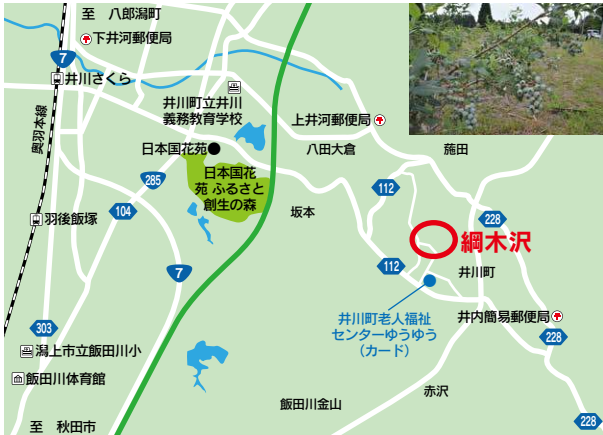 至 八郎潟町
下井河郵便局
7
井川さくら
奥羽本線
井川町立井川
義務教育学校
上井河郵便局
日本国花苑
八田大倉
葹田
日本国花
苑 ふるさと
創生の森
285
112
104
坂本
228
羽後飯塚
綱木沢
7
112
井川町
井川町老人福祉
センターゆうゆう
（カード）
井内簡易郵便局
303
228
潟上市立飯田川小
飯田川体育館
赤沢
飯田川金山
228
至 秋田市